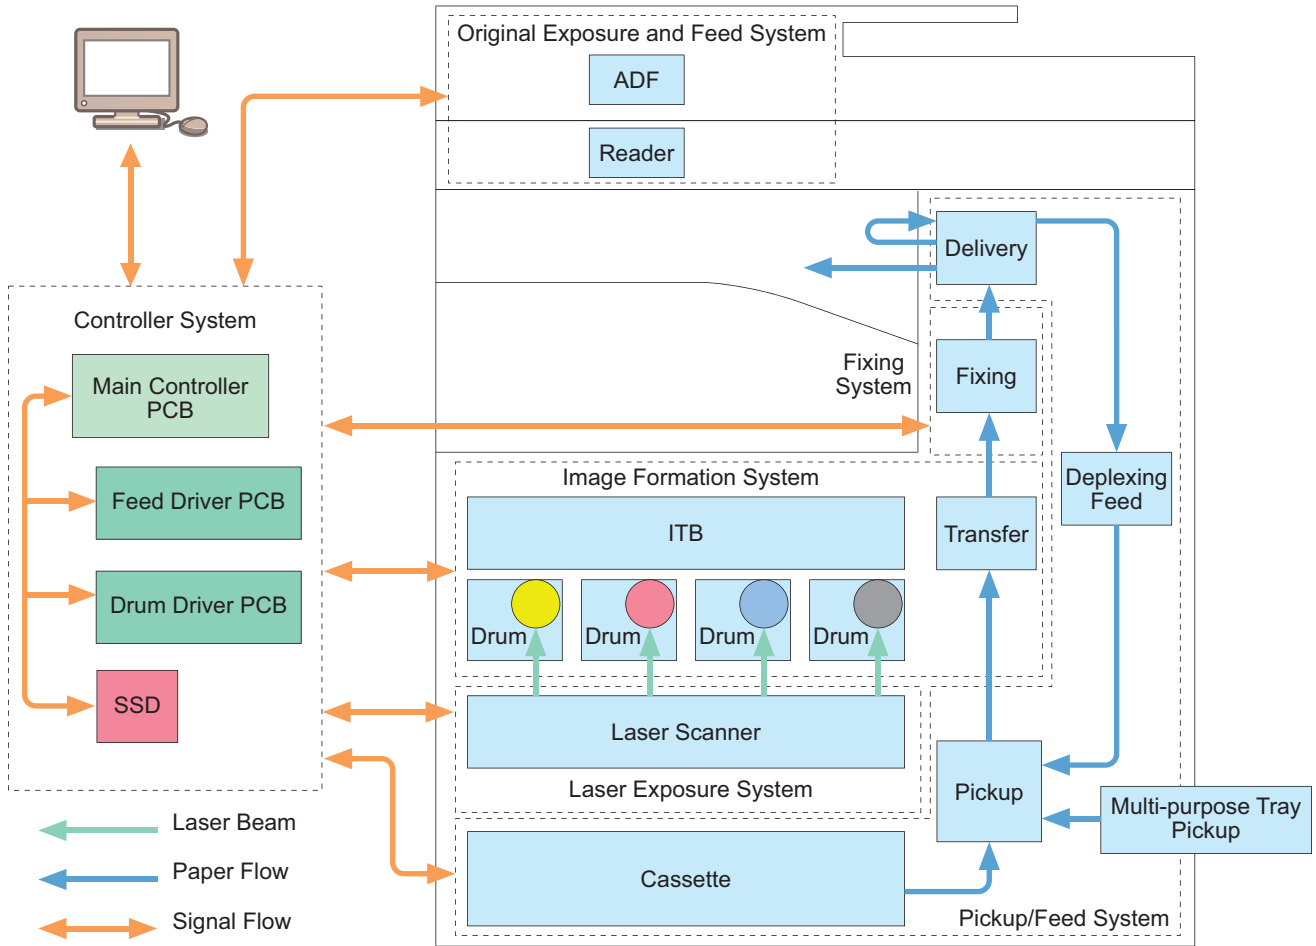 Original Exposure and Feed System
ADF
Reader
Delivery
Controller System
Main Controller
PCB
Feed Driver PCB
Drum Driver PCB
SSD
Fixing
System
Fixing
Image Formation System
ITB
Transfer
Deplexing
Feed
Drum
Drum
Drum
Drum
Laser Scanner
Laser Exposure System
Pickup
Multi-purpose Tray
Pickup
Cassette
Pickup/Feed System
Laser Beam
Paper Flow
Signal Flow